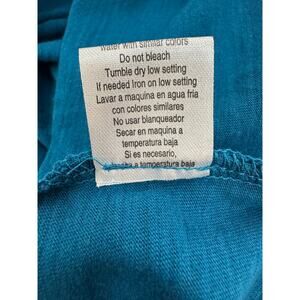 water with similar colors
Do not bleach
Tumble dry low setting
If needed Iron on low setting
Lavar a maquina en agua fria
con colores similares
No usar blanqueador
Secar en maquina a
temperatura baja
Si es necesario,
a temperatura baja